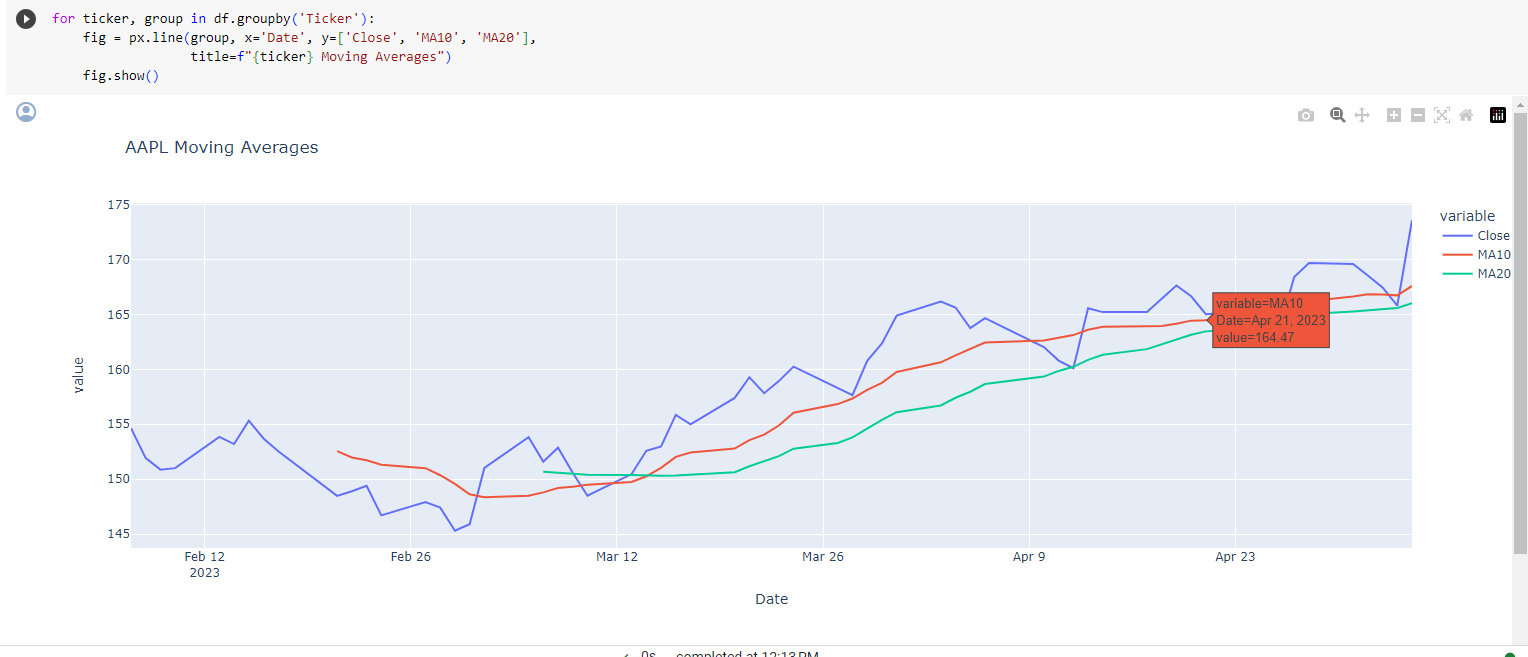 for ticker, group in df.groupby('Ticker'):
    fig = px.line(group, x='Date', y=['Close', 'MA10', 'MA20'],
                  title=f"{ticker} Moving Averages")
    fig.show()
AAPL Moving Averages
175
170
165
160
155
150
145
value
Feb 12
2023
Feb 26
Mar 12
Mar 26
Apr 9
Apr 23
Date
variable
Close
MA10
MA20
variable=MA10
Date=Apr 21, 2023
value=164.47
0s completed at 12:13 PM